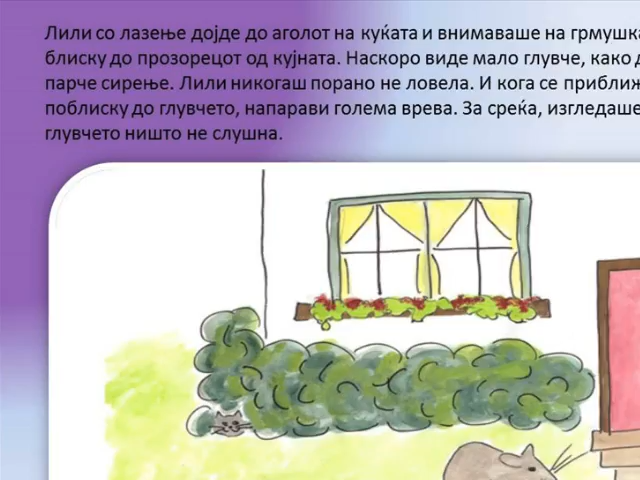 Лили со лазење дојде до аголот на куќата и внимаваше на грмушка
блиску до прозорецот од кујната. Наскоро виде мало глувче, како д
парче сирење. Лили никогаш порано не ловела. И кога се приближ
поблиску до глувчето, напарави голема врева. За среќа, изгледаше
глувчето ништо не слушна.